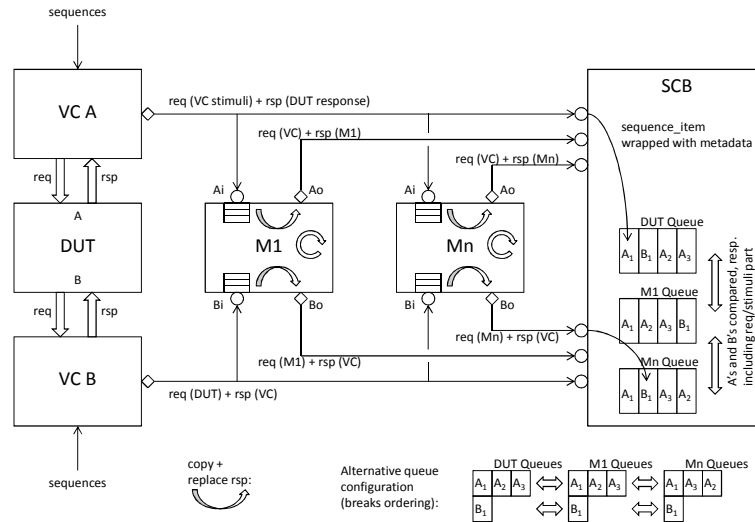 sequences
SCB
VC A
req (VC stimuli) + rsp (DUT response)
req (VC) + rsp (M1)
sequence_item
wrapped with metadata
req (VC) + rsp (Mn)
req
rsp
Ai
Ao
Ai
Ao
A
DUT
B
M1
Mn
DUT Queue
A1 B1 A2 A3
M1 Queue
A1 A2 A3 B1
Mn Queue
A1 B1 A3 A2
A's and B's compared, resp.
including req/stimuli part
req
rsp
Bi
Bo
Bi
Bo
req (Mn) + rsp (VC)
req (M1) + rsp (VC)
VC B
req (DUT) + rsp (VC)
sequences
copy +
replace rsp:
Alternative queue
configuration
(breaks ordering):
DUT Queues
M1 Queues
Mn Queues
A1 A2 A3
A1 A2 A3
A1 A3 A2
B1
B1
B1